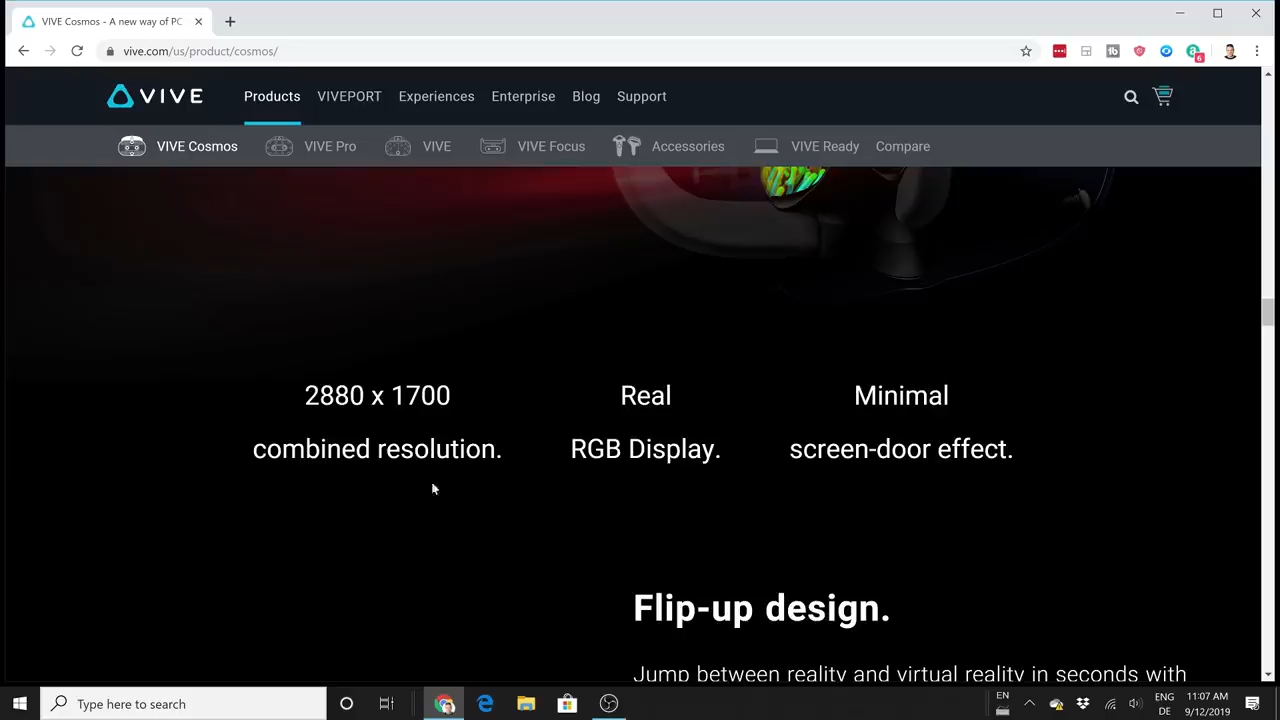 VIVE Cosmos - A new way of PC
vive.com/us/product/cosmos/
6
VIVE
Products VIVEPORT Experiences Enterprise Blog Support
VIVE Cosmos VIVE Pro VIVE VIVE Focus Accessories VIVE Ready Compare
2880 x 1700 Real Minimal
combined resolution. RGB Display. screen-door effect.
Flip-up design.
Jump between reality and virtual reality in seconds with
Type here to search
EN
ENG 11:07 AM
DE 9/12/2019